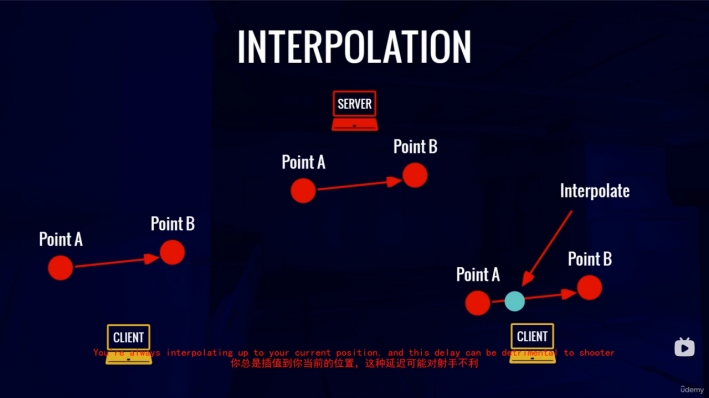 INTERPOLATION
SERVER
Point A
Point B
Interpolate
Point A
Point B
Point A
Point B
CLIENT
CLIENT
You're always interpolating up to your current position, and this delay can be detrimental to shooter
你总是插值到你当前的位置，这种延迟可能对射手不利
ûdemy